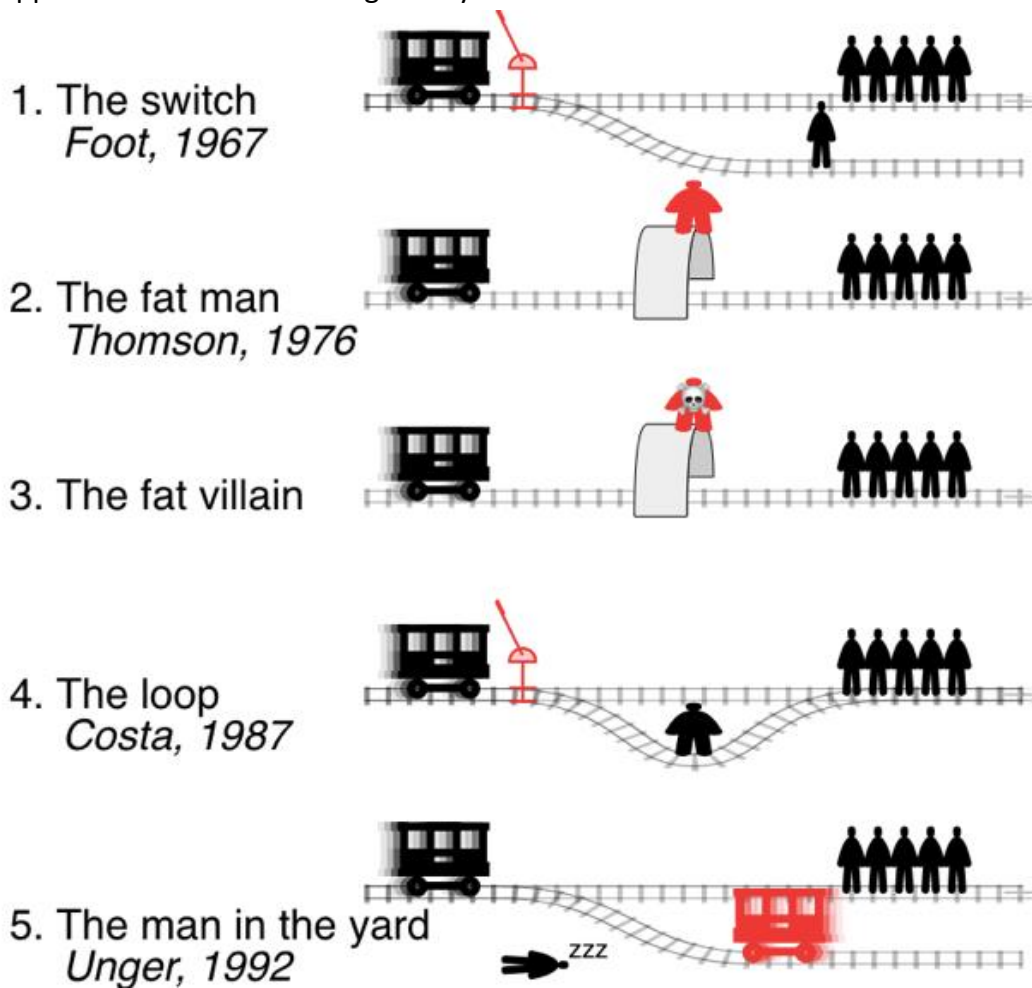 1. The switch
Foot, 1967
2. The fat man
Thomson, 1976
3. The fat villain
4. The loop
Costa, 1987
zzz
5. The man in the yard
Unger, 1992